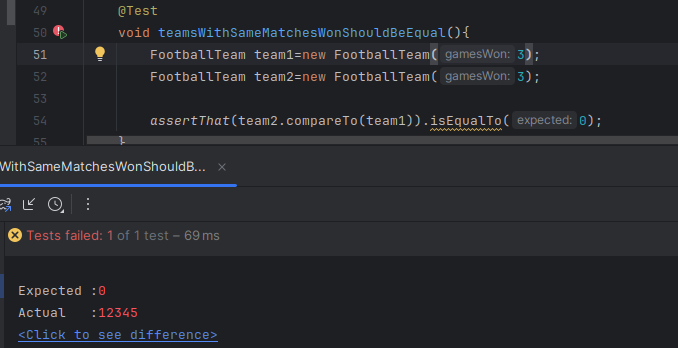 49 @Test
50 void teamsWithSameMatchesWonShouldBeEqual(){
51 FootballTeam team1=new FootballTeam( gamesWon: 3);
52 FootballTeam team2=new FootballTeam( gamesWon: 3);
53
54 assertThat(team2.compareTo(team1)).isEqualTo( expected: 0);
55 }
WithSameMatchesWonShouldB... ×
Tests failed: 1 of 1 test – 69 ms
Expected :0
Actual :12345
<Click to see difference>